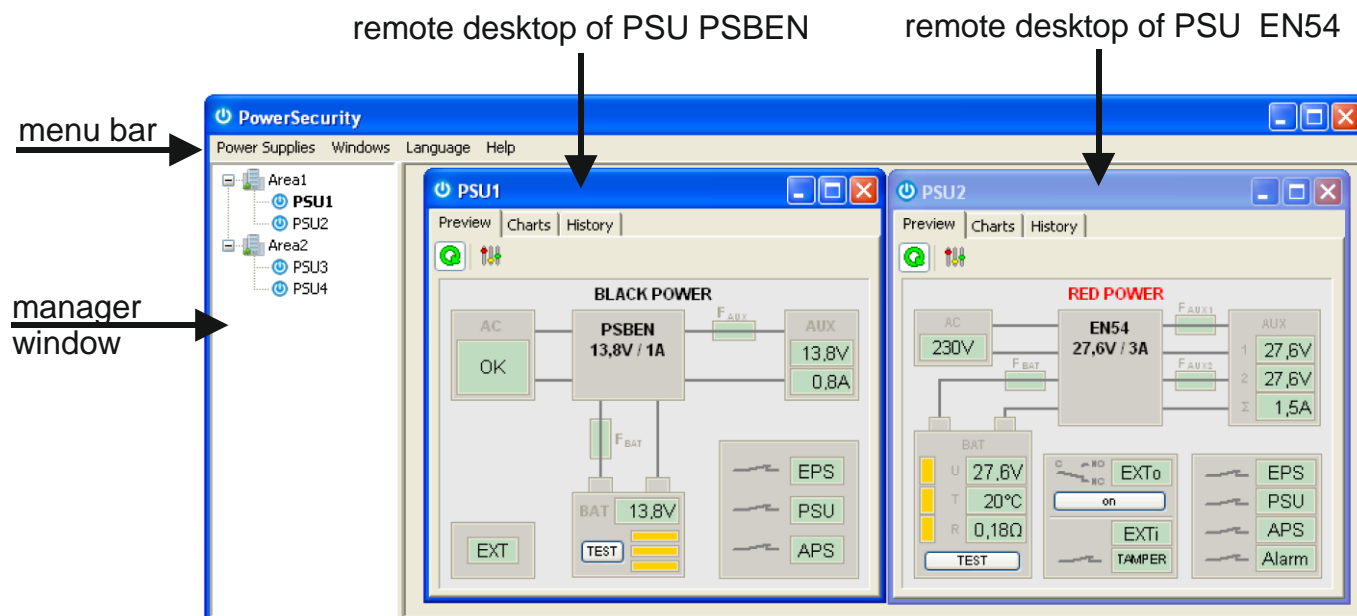 remote desktop of PSU PSBEN
remote desktop of PSU EN54
menu bar
manager
window
PowerSecurity
Power Supplies Windows Language Help
Area1
PSU1
PSU2
Area2
PSU3
PSU4
PSU1
Preview Charts History
BLACK POWER
AC
OK
PSBEN
13,8V / 1A
F AUX
AUX
13,8V
0,8A
F BAT
BAT 13,8V
TEST
EXT
EPS
PSU
APS
PSU2
Preview Charts History
RED POWER
AC
230V
EN54
27,6V / 3A
F AUX1
F AUX2
F BAT
AUX
1 27,6V
2 27,6V
Σ 1,5A
BAT
U 27,6V
T 20°C
R 0,18Ω
TEST
C NO
NC
EXTo
on
EXTi
TAMPER
EPS
PSU
APS
Alarm